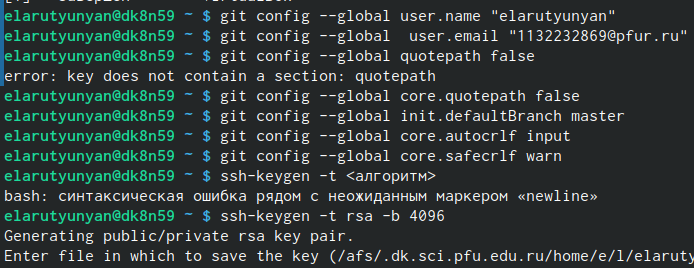 elarutyunyan@dk8n59 ~ $ git config --global user.name "elarutyunyan"
elarutyunyan@dk8n59 ~ $ git config --global  user.email "1132232869@pfur.ru"
elarutyunyan@dk8n59 ~ $ git config --global quotepath false
error: key does not contain a section: quotepath
elarutyunyan@dk8n59 ~ $ git config --global core.quotepath false
elarutyunyan@dk8n59 ~ $ git config --global init.defaultBranch master
elarutyunyan@dk8n59 ~ $ git config --global core.autocrlf input
elarutyunyan@dk8n59 ~ $ git config --global core.safecrlf warn
elarutyunyan@dk8n59 ~ $ ssh-keygen -t <алгоритм>
bash: синтаксическая ошибка рядом с неожиданным маркером «newline»
elarutyunyan@dk8n59 ~ $ ssh-keygen -t rsa -b 4096
Generating public/private rsa key pair.
Enter file in which to save the key (/afs/.dk.sci.pfu.edu.ru/home/e/l/elaruty